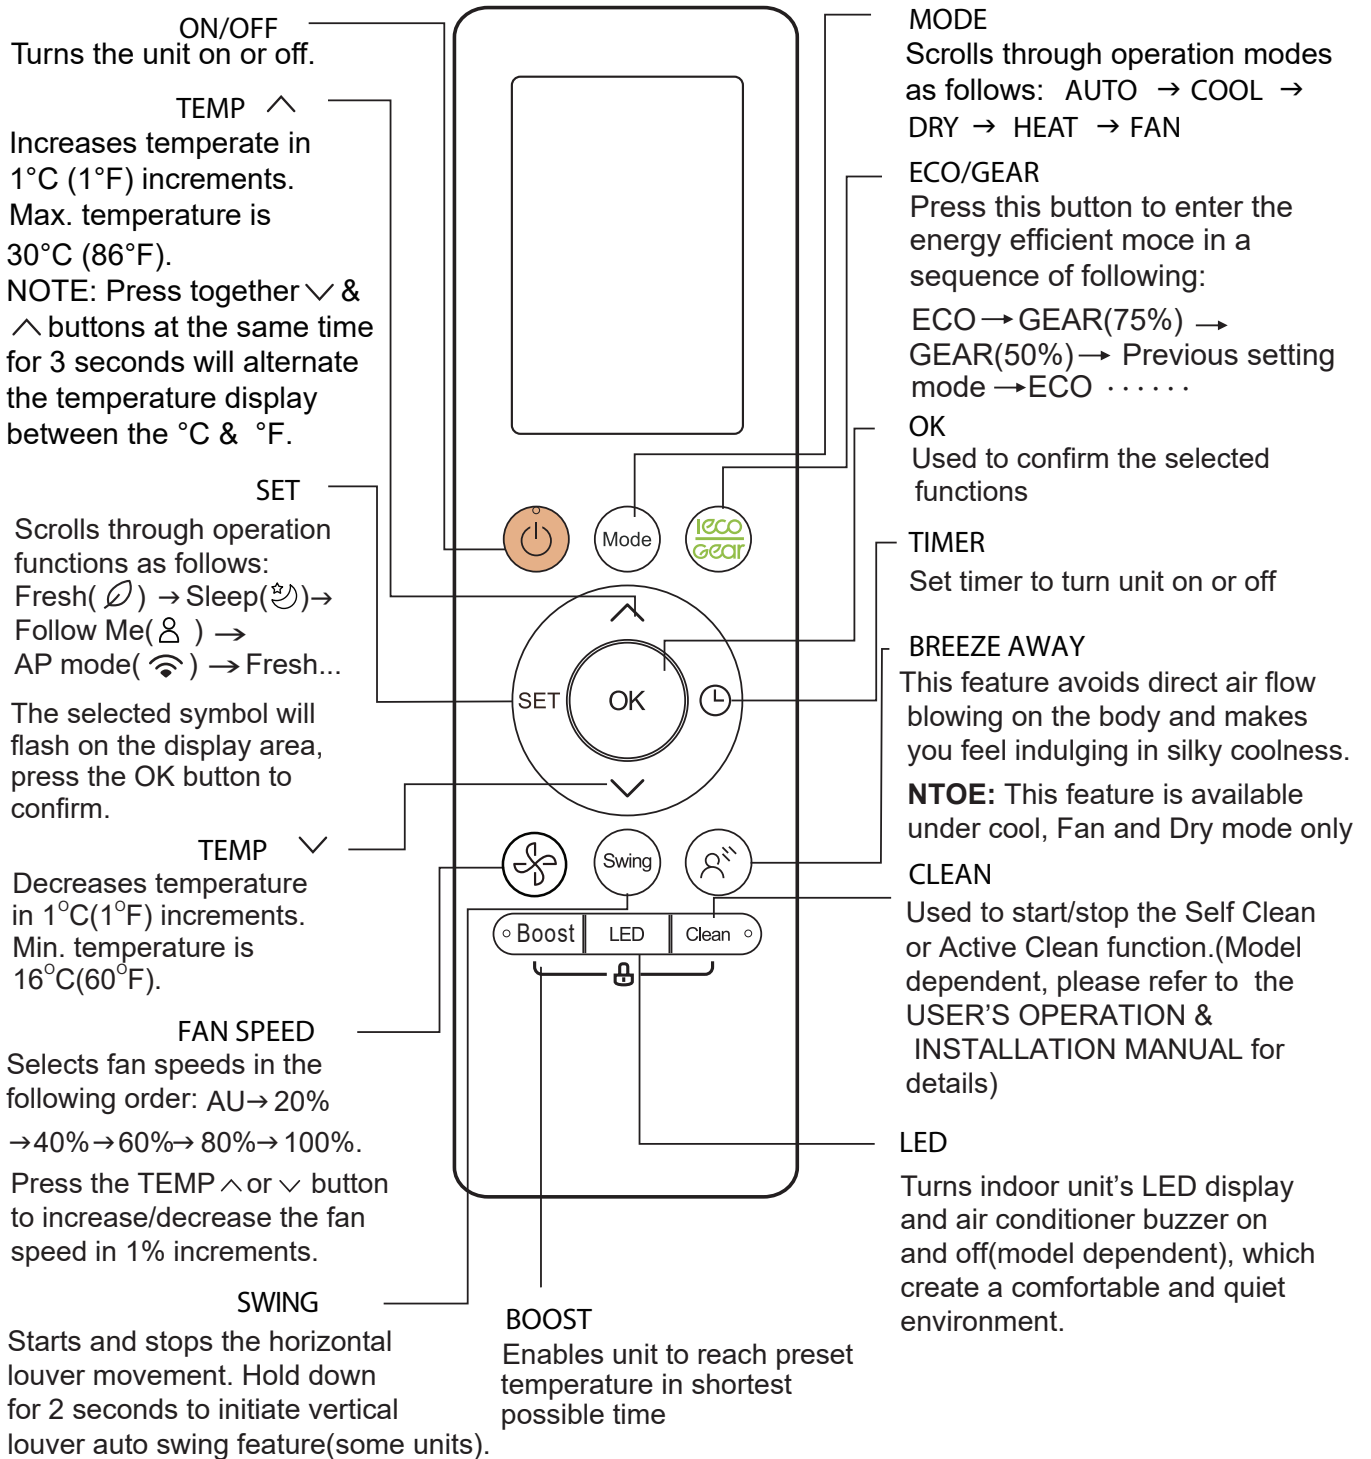 ON/OFF
Turns the unit on or off.
TEMP
Increases temperate in
1°C (1°F) increments.
Max. temperature is
30°C (86°F).
NOTE: Press together ﹀ &
︿ buttons at the same time
for 3 seconds will alternate
the temperature display
between the °C & °F.
SET
Scrolls through operation
functions as follows:
Fresh( ) → Sleep( )→
Follow Me( ) →
AP mode( ) → Fresh...
The selected symbol will
flash on the display area,
press the OK button to
confirm.
TEMP
Decreases temperature
in 1°C(1°F) increments.
Min. temperature is
16°C(60°F).
FAN SPEED
Selects fan speeds in the
following order: AU→ 20%
→40%→60%→ 80%→100%.
Press the TEMP ︿ or ﹀ button
to increase/decrease the fan
speed in 1% increments.
SWING
Starts and stops the horizontal
louver movement. Hold down
for 2 seconds to initiate vertical
louver auto swing feature(some units).
Mode
ieco
Gear
SET
OK
Swing
Boost
LED
Clean
BOOST
Enables unit to reach preset
temperature in shortest
possible time
MODE
Scrolls through operation modes
as follows: AUTO → COOL →
DRY → HEAT → FAN
ECO/GEAR
Press this button to enter the
energy efficient moce in a
sequence of following:
ECO → GEAR(75%) →
GEAR(50%)→ Previous setting
mode →ECO ······
OK
Used to confirm the selected
functions
TIMER
Set timer to turn unit on or off
BREEZE AWAY
This feature avoids direct air flow
blowing on the body and makes
you feel indulging in silky coolness.
NTOE: This feature is available
under cool, Fan and Dry mode only
CLEAN
Used to start/stop the Self Clean
or Active Clean function.(Model
dependent, please refer to the
USER'S OPERATION &
INSTALLATION MANUAL for
details)
LED
Turns indoor unit's LED display
and air conditioner buzzer on
and off(model dependent), which
create a comfortable and quiet
environment.